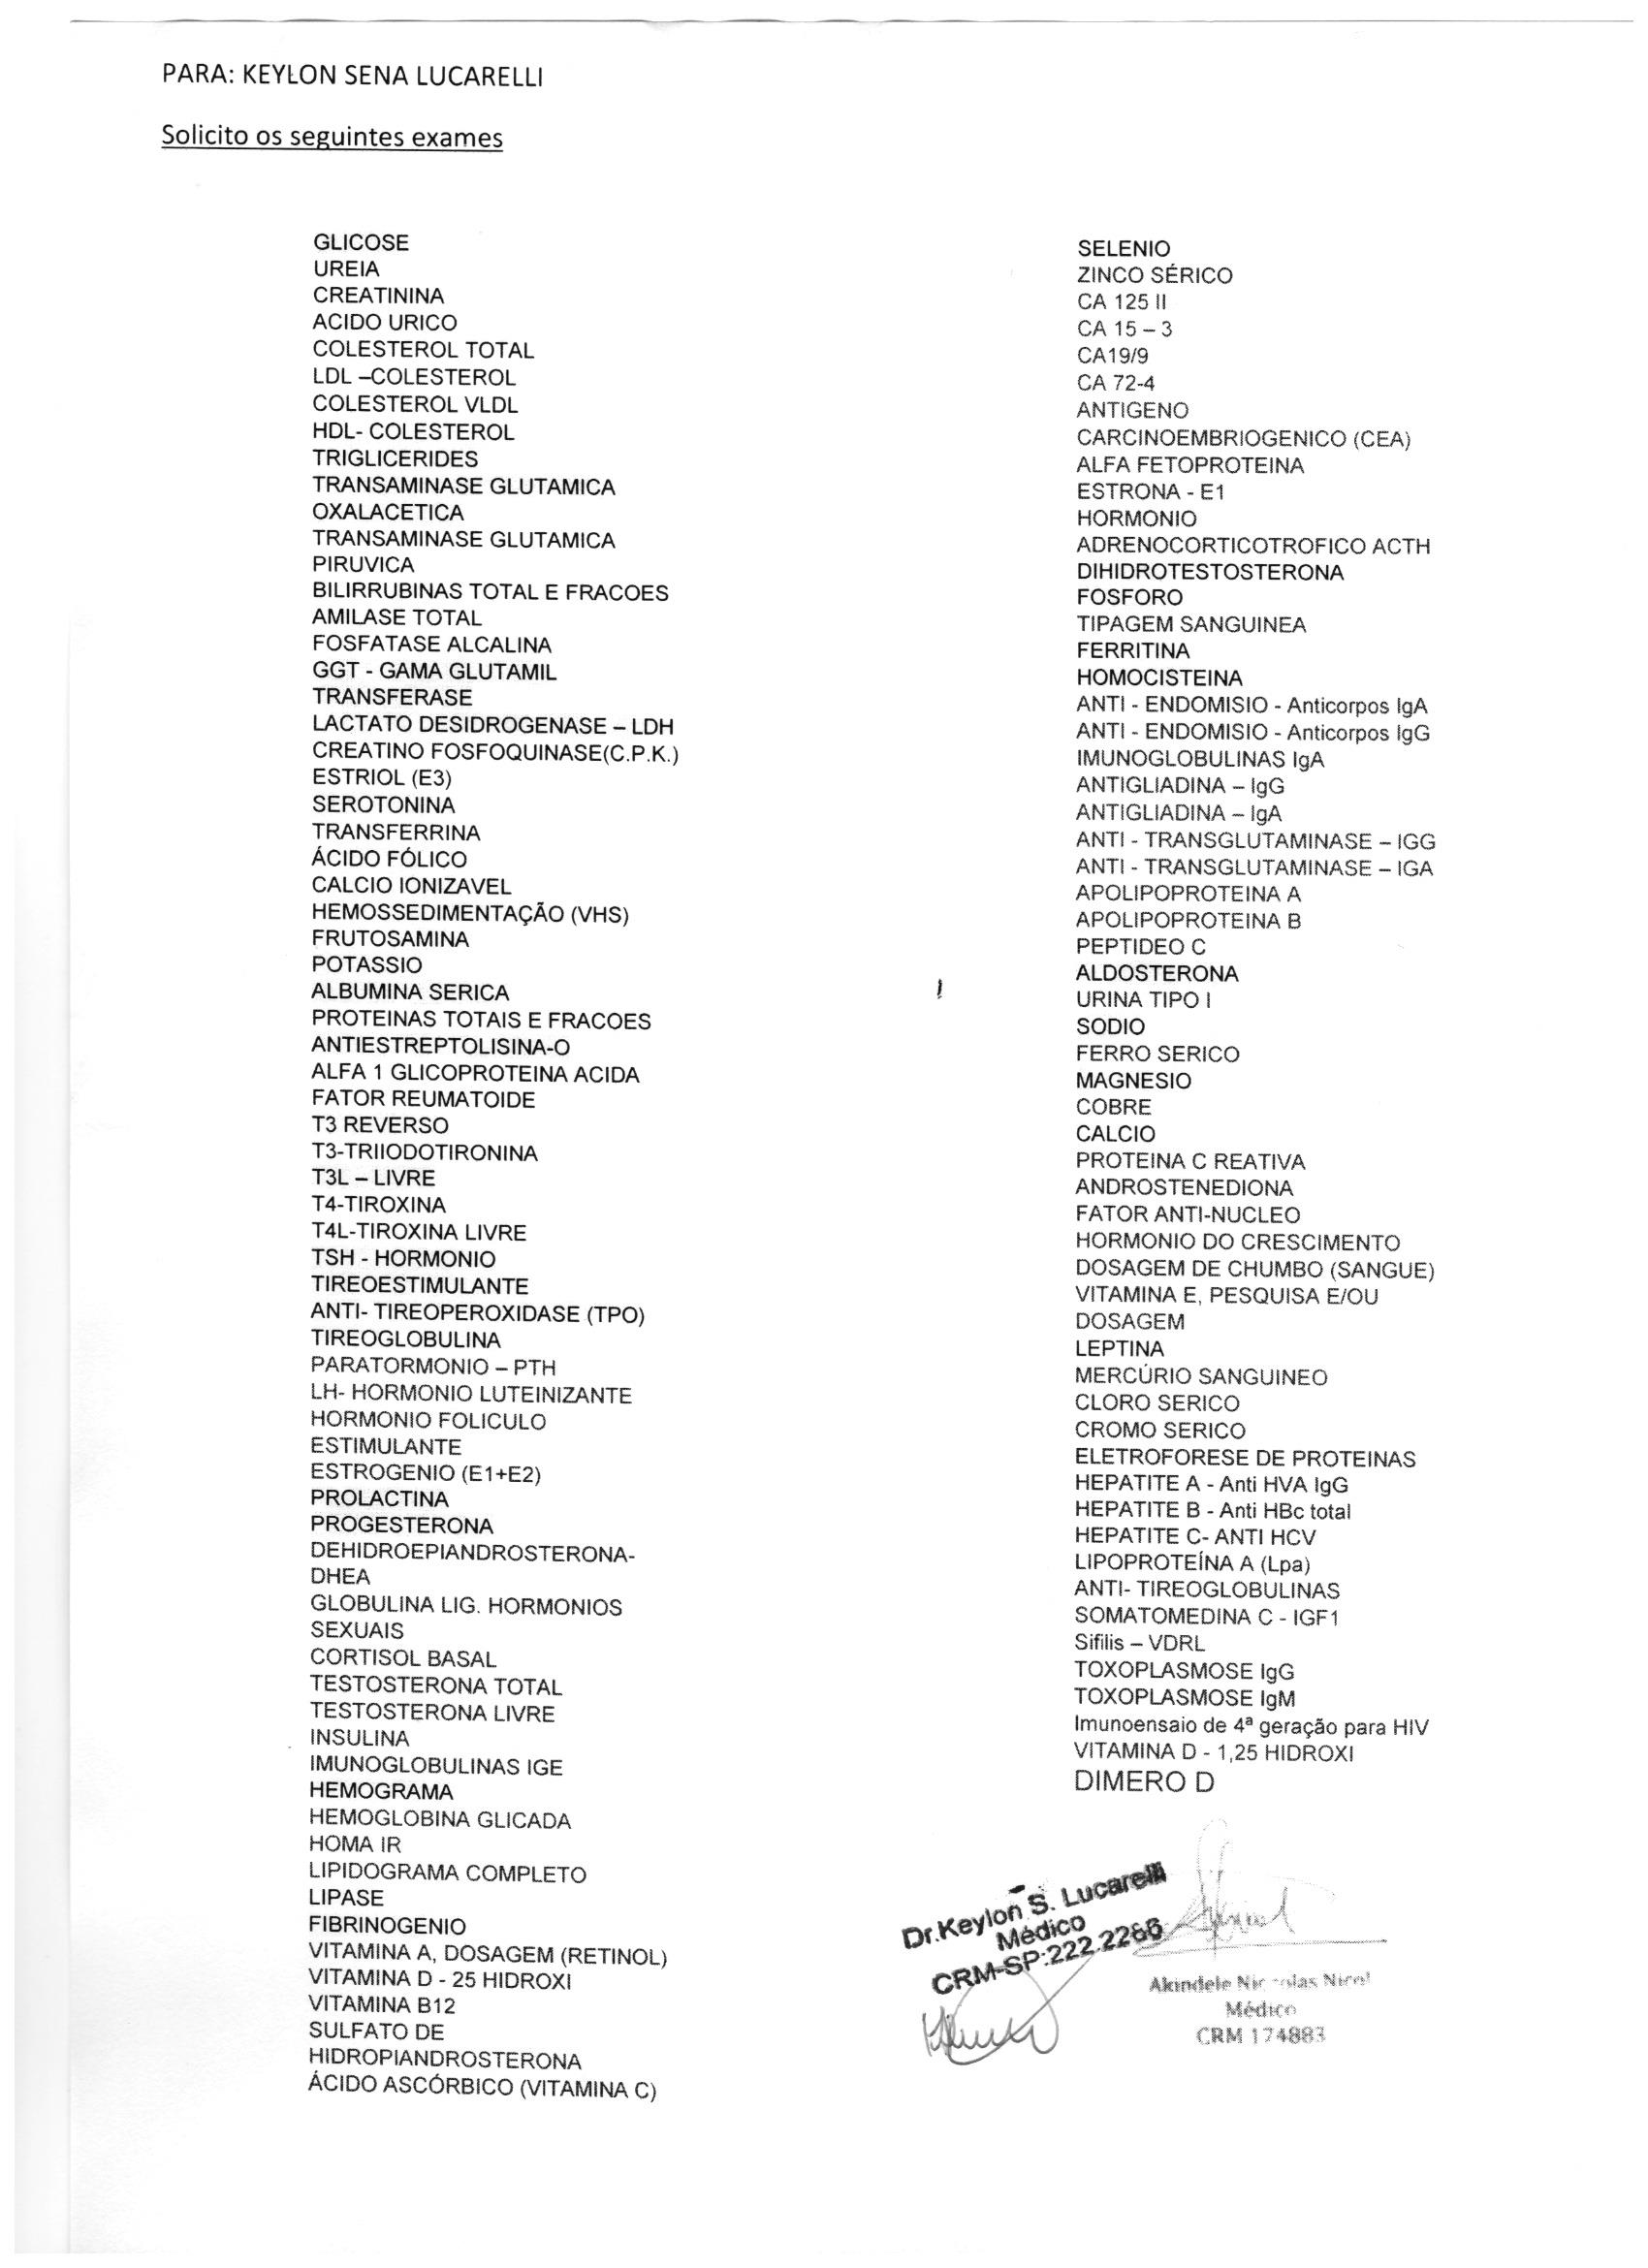 PARA: KEYLON SENA LUCARELLI
Solicito os seguintes exames
GLICOSE
UREIA
CREATININA
ACIDO URICO
COLESTEROL TOTAL
LDL –COLESTEROL
COLESTEROL VLDL
HDL- COLESTEROL
TRIGLICERIDES
TRANSAMINASE GLUTAMICA
OXALACETICA
TRANSAMINASE GLUTAMICA
PIRUVICA
BILIRRUBINAS TOTAL E FRACOES
AMILASE TOTAL
FOSFATASE ALCALINA
GGT - GAMA GLUTAMIL
TRANSFERASE
LACTATO DESIDROGENASE – LDH
CREATINO FOSFOQUINASE(C.P.K.)
ESTRIOL (E3)
SEROTONINA
TRANSFERRINA
ÁCIDO FÓLICO
CALCIO IONIZAVEL
HEMOSSEDIMENTAÇÃO (VHS)
FRUTOSAMINA
POTASSIO
ALBUMINA SERICA
PROTEINAS TOTAIS E FRACOES
ANTIESTREPTOLISINA-O
ALFA 1 GLICOPROTEINA ACIDA
FATOR REUMATOIDE
T3 REVERSO
T3-TRIIODOTIRONINA
T3L – LIVRE
T4-TIROXINA
T4L-TIROXINA LIVRE
TSH - HORMONIO
TIREOESTIMULANTE
ANTI- TIREOPEROXIDASE (TPO)
TIREOGLOBULINA
PARATORMONIO – PTH
LH- HORMONIO LUTEINIZANTE
HORMONIO FOLICULO
ESTIMULANTE
ESTROGENIO (E1+E2)
PROLACTINA
PROGESTERONA
DEHIDROEPIANDROSTERONA-
DHEA
GLOBULINA LIG. HORMONIOS
SEXUAIS
CORTISOL BASAL
TESTOSTERONA TOTAL
TESTOSTERONA LIVRE
INSULINA
IMUNOGLOBULINAS IGE
HEMOGRAMA
HEMOGLOBINA GLICADA
HOMA IR
LIPIDOGRAMA COMPLETO
LIPASE
FIBRINOGENIO
VITAMINA A, DOSAGEM (RETINOL)
VITAMINA D - 25 HIDROXI
VITAMINA B12
SULFATO DE
HIDROPIANDROSTERONA
ÁCIDO ASCÓRBICO (VITAMINA C)
SELENIO
ZINCO SÉRICO
CA 125 II
CA 15 – 3
CA19/9
CA 72-4
ANTIGENO
CARCINOEMBRIOGENICO (CEA)
ALFA FETOPROTEINA
ESTRONA - E1
HORMONIO
ADRENOCORTICOTROFICO ACTH
DIHIDROTESTOSTERONA
FOSFORO
TIPAGEM SANGUINEA
FERRITINA
HOMOCISTEINA
ANTI - ENDOMISIO - Anticorpos IgA
ANTI - ENDOMISIO - Anticorpos IgG
IMUNOGLOBULINAS IgA
ANTIGLIADINA – IgG
ANTIGLIADINA – IgA
ANTI - TRANSGLUTAMINASE – IGG
ANTI - TRANSGLUTAMINASE – IGA
APOLIPOPROTEINA A
APOLIPOPROTEINA B
PEPTIDEO C
ALDOSTERONA
URINA TIPO I
SODIO
FERRO SERICO
MAGNESIO
COBRE
CALCIO
PROTEINA C REATIVA
ANDROSTENEDIONA
FATOR ANTI-NUCLEO
HORMONIO DO CRESCIMENTO
DOSAGEM DE CHUMBO (SANGUE)
VITAMINA E, PESQUISA E/OU
DOSAGEM
LEPTINA
MERCÚRIO SANGUINEO
CLORO SERICO
CROMO SERICO
ELETROFORESE DE PROTEINAS
HEPATITE A - Anti HVA IgG
HEPATITE B - Anti HBc total
HEPATITE C- ANTI HCV
LIPOPROTEÍNA A (Lpa)
ANTI- TIREOGLOBULINAS
SOMATOMEDINA C - IGF1
Sifilis – VDRL
TOXOPLASMOSE IgG
TOXOPLASMOSE IgM
Imunoensaio de 4ª geração para HIV
VITAMINA D - 1,25 HIDROXI
DIMERO D
Dr.Keylon S. Lucarelli
Médico
CRM-SP:222.2266
Akindele Nicolas Nicol
Médico
CRM 174883